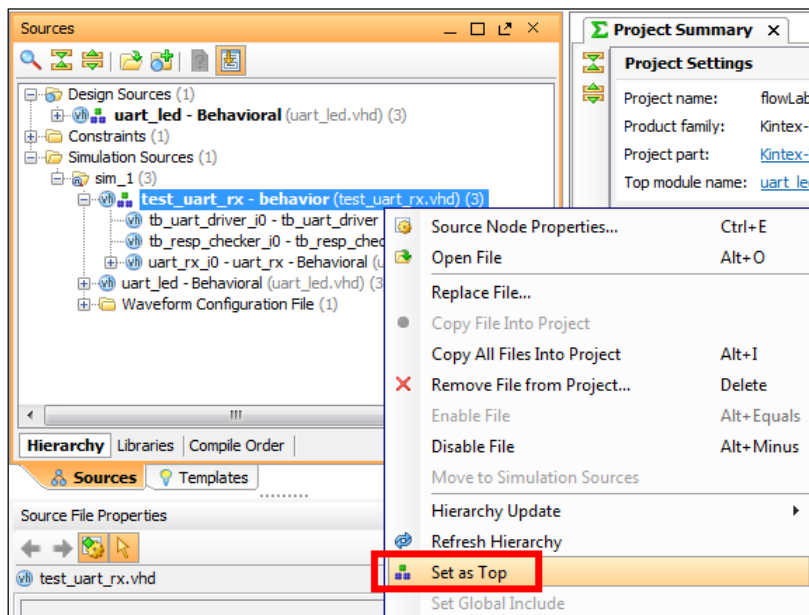 Sources
Design Sources (1)
uart_led - Behavioral (uart_led.vhd) (3)
Constraints (1)
Simulation Sources (1)
sim_1 (3)
test_uart_rx - behavior (test_uart_rx.vhd) (3)
tb_uart_driver_i0 - tb_uart_driver
tb_resp_checker_i0 - tb_resp_chec
uart_rx_i0 - uart_rx - Behavioral (u
uart_led - Behavioral (uart_led.vhd) (3
Waveform Configuration File (1)
Hierarchy Libraries Compile Order
Sources Templates
Source File Properties
test_uart_rx.vhd
Σ Project Summary
Project Settings
Project name: flowLab
Product family: Kintex-
Project part: Kintex-
Top module name: uart_le
Source Node Properties... Ctrl+E
Open File Alt+O
Replace File...
Copy File Into Project
Copy All Files Into Project Alt+I
Remove File from Project... Delete
Enable File Alt+Equals
Disable File Alt+Minus
Move to Simulation Sources
Hierarchy Update
Refresh Hierarchy
Set as Top
Set Global Include